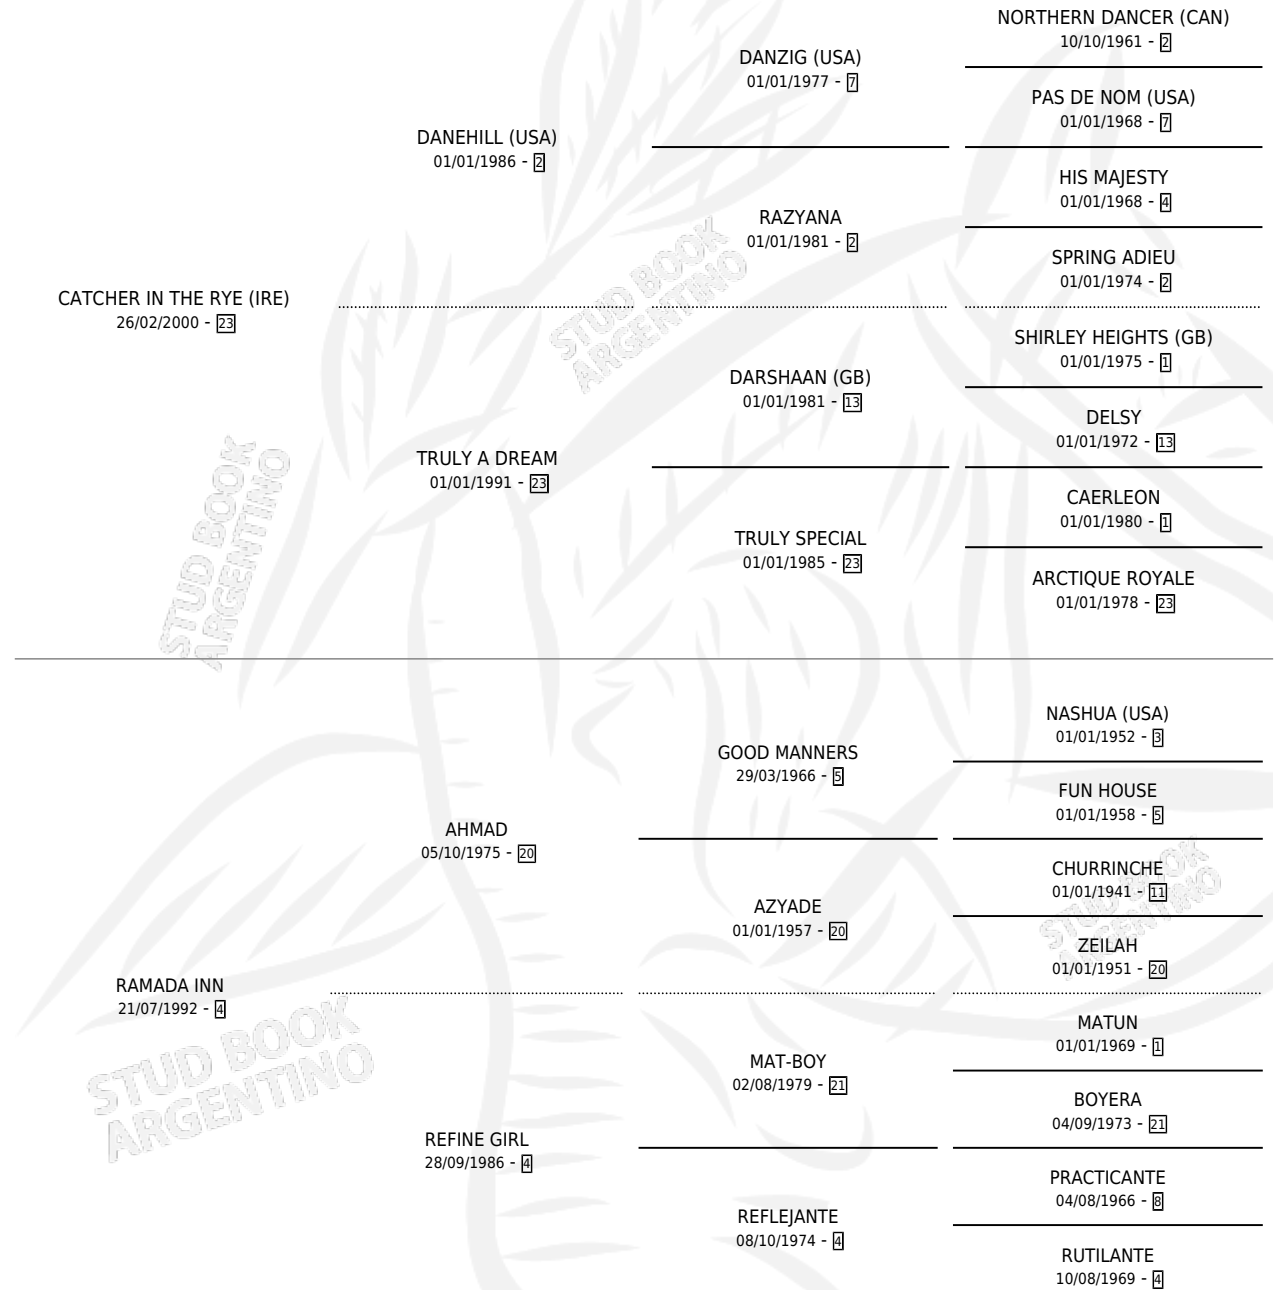 NORTHERN DANCER (CAN)
10/10/1961 - 2
DANZIG (USA)
01/01/1977 - 7
PAS DE NOM (USA)
01/01/1968 - 7
DANEHILL (USA)
01/01/1986 - 2
HIS MAJESTY
01/01/1968 - 4
RAZYANA
01/01/1981 - 2
SPRING ADIEU
01/01/1974 - 2
CATCHER IN THE RYE (IRE)
26/02/2000 - 23
SHIRLEY HEIGHTS (GB)
01/01/1975 - 1
DARSHAAN (GB)
01/01/1981 - 13
DELSY
01/01/1972 - 13
TRULY A DREAM
01/01/1991 - 23
CAERLEON
01/01/1980 - 1
TRULY SPECIAL
01/01/1985 - 23
ARCTIQUE ROYALE
01/01/1978 - 23
NASHUA (USA)
01/01/1952 - 3
GOOD MANNERS
29/03/1966 - 5
FUN HOUSE
01/01/1958 - 5
AHMAD
05/10/1975 - 20
CHURRINCHE
01/01/1941 - 11
AZYADE
01/01/1957 - 20
ZEILAH
01/01/1951 - 20
RAMADA INN
21/07/1992 - 4
MATUN
01/01/1969 - 1
MAT-BOY
02/08/1979 - 21
BOYERA
04/09/1973 - 21
REFINE GIRL
28/09/1986 - 4
PRACTICANTE
04/08/1966 - 8
REFLEJANTE
08/10/1974 - 4
RUTILANTE
10/08/1969 - 4
STUD BOOK
ARGENTINO
STUD BOOK
ARGENTINO
STUD BOOK
ARGENTINO
STUD BOOK
ARGENTINO